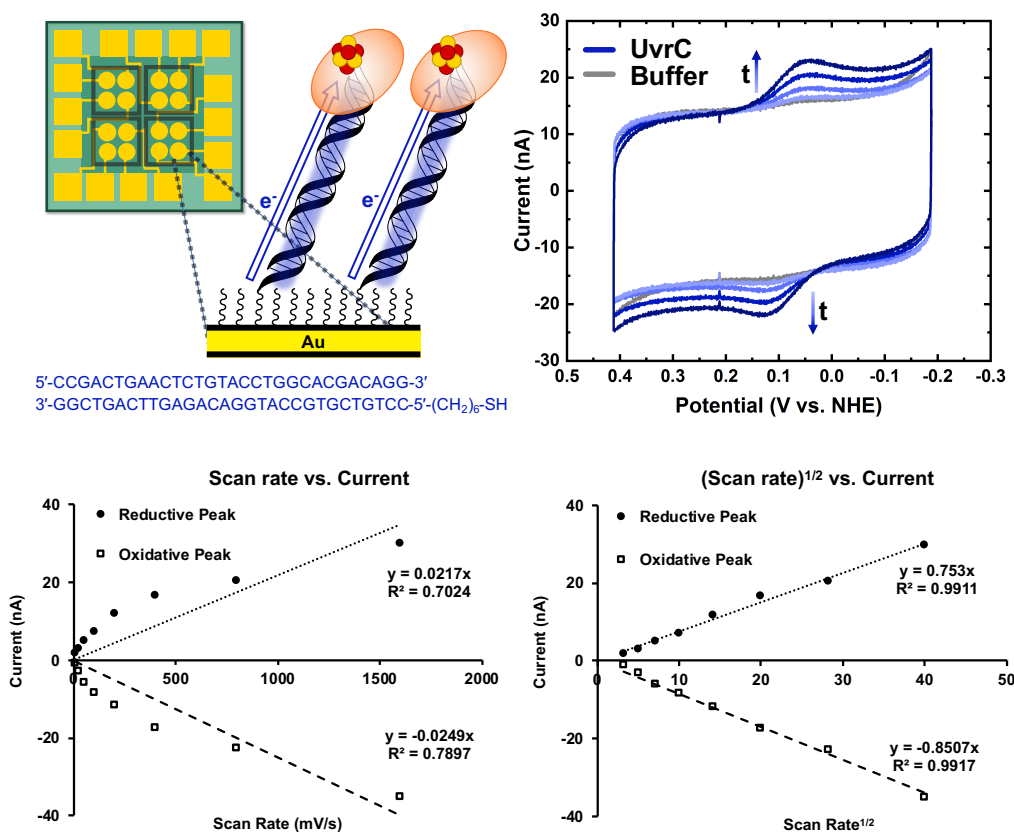 e-
e-
Au
5′-CCGACTGAACTCTGTACCTGGCACGACAGG-3′
3′-GGCTGACTTGAGACAGGTACCGTGCTGTCC-5′-(CH₂)₆-SH
30
20
10
0
-10
-20
-30
Current (nA)
UvrC
Buffer
t
t
0.5
0.4
0.3
0.2
0.1
0.0
-0.1
-0.2
-0.3
Potential (V vs. NHE)
Scan rate vs. Current
Reductive Peak
Oxidative Peak
y = 0.0217x
R² = 0.7024
y = -0.0249x
R² = 0.7897
40
20
0
-20
-40
Current (nA)
0
500
1000
1500
2000
Scan Rate (mV/s)
(Scan rate)¹/² vs. Current
Reductive Peak
Oxidative Peak
y = 0.753x
R² = 0.9911
y = -0.8507x
R² = 0.9917
40
20
0
-20
-40
Current (nA)
0
10
20
30
40
50
Scan Rate¹/²